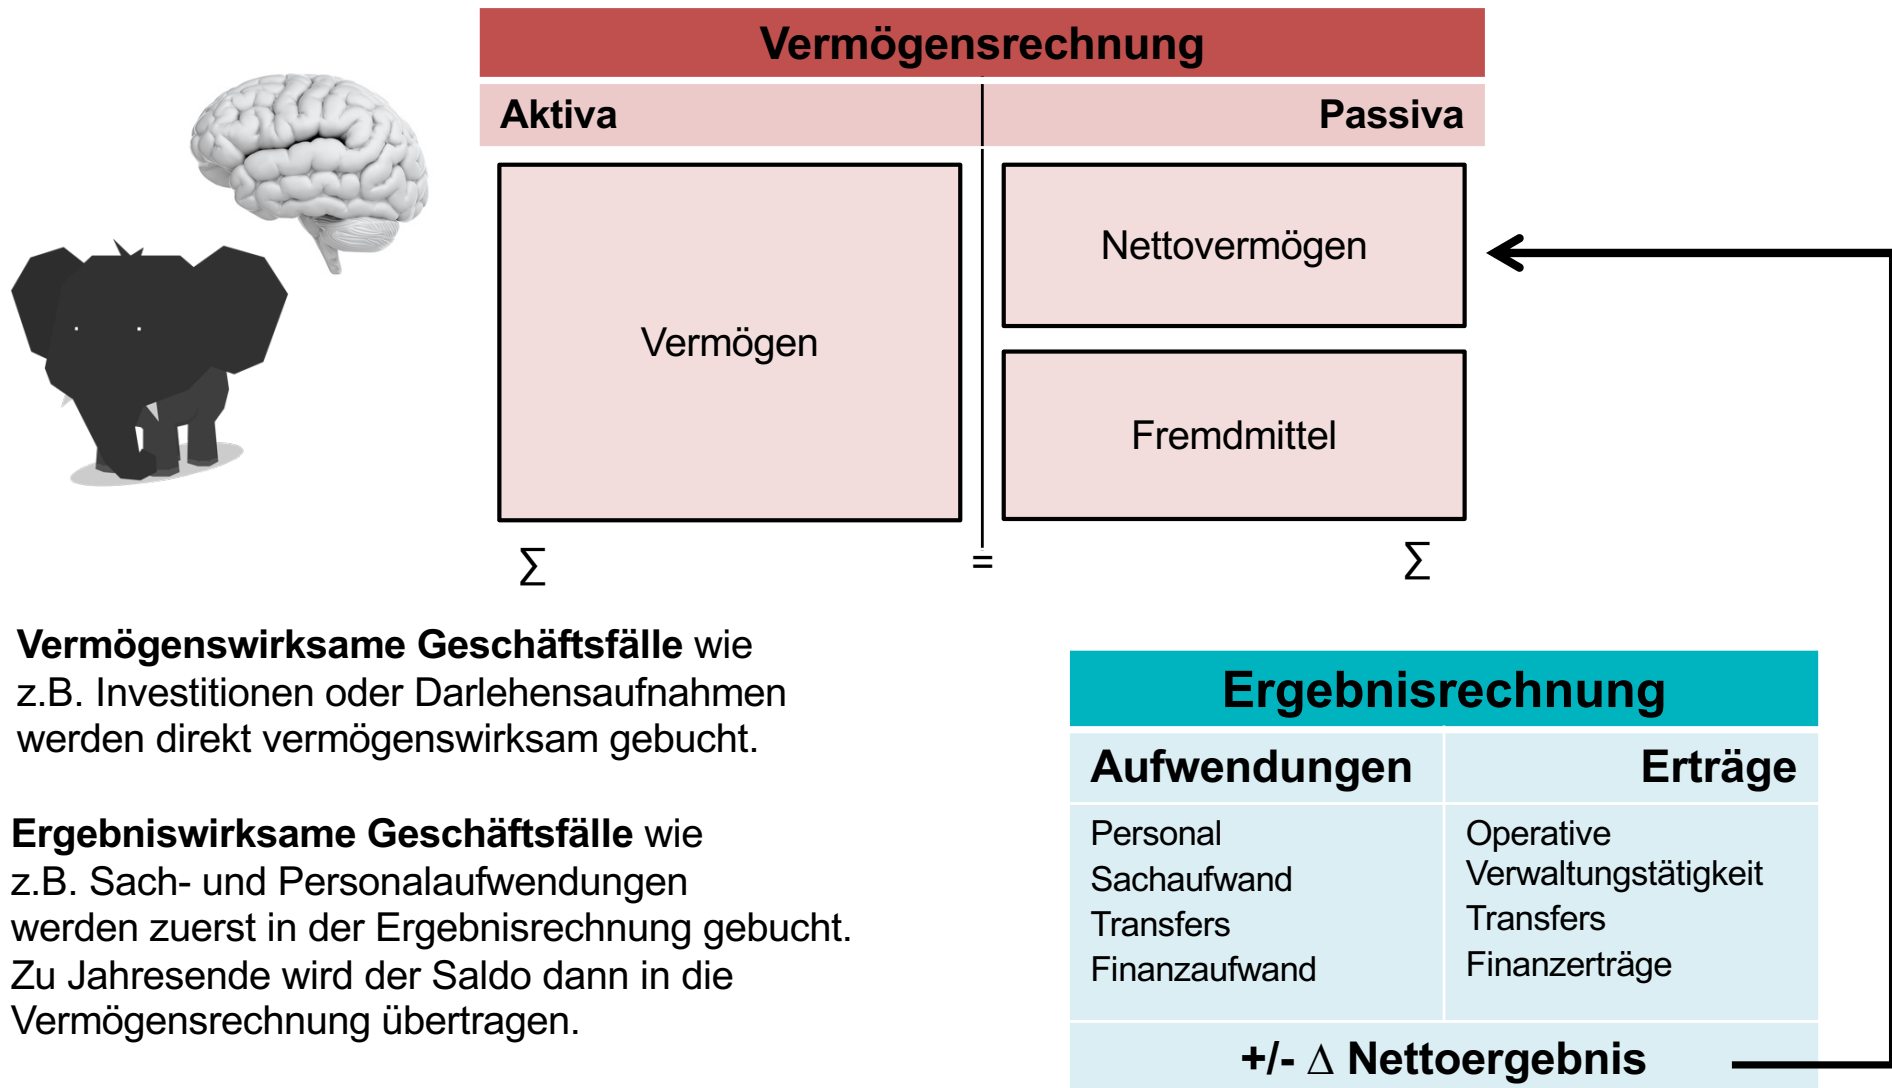 Vermögensrechnung
Aktiva
Passiva
Vermögen
Nettovermögen
Fremdmittel
∑ = ∑
Vermögenswirksame Geschäftsfälle wie
z.B. Investitionen oder Darlehensaufnahmen
werden direkt vermögenswirksam gebucht.
Ergebniswirksame Geschäftsfälle wie
z.B. Sach- und Personalaufwendungen
werden zuerst in der Ergebnisrechnung gebucht.
Zu Jahresende wird der Saldo dann in die
Vermögensrechnung übertragen.
Ergebnisrechnung
Aufwendungen
Erträge
Personal
Sachaufwand
Transfers
Finanzaufwand
Operative
Verwaltungstätigkeit
Transfers
Finanzerträge
+/- ∆ Nettoergebnis